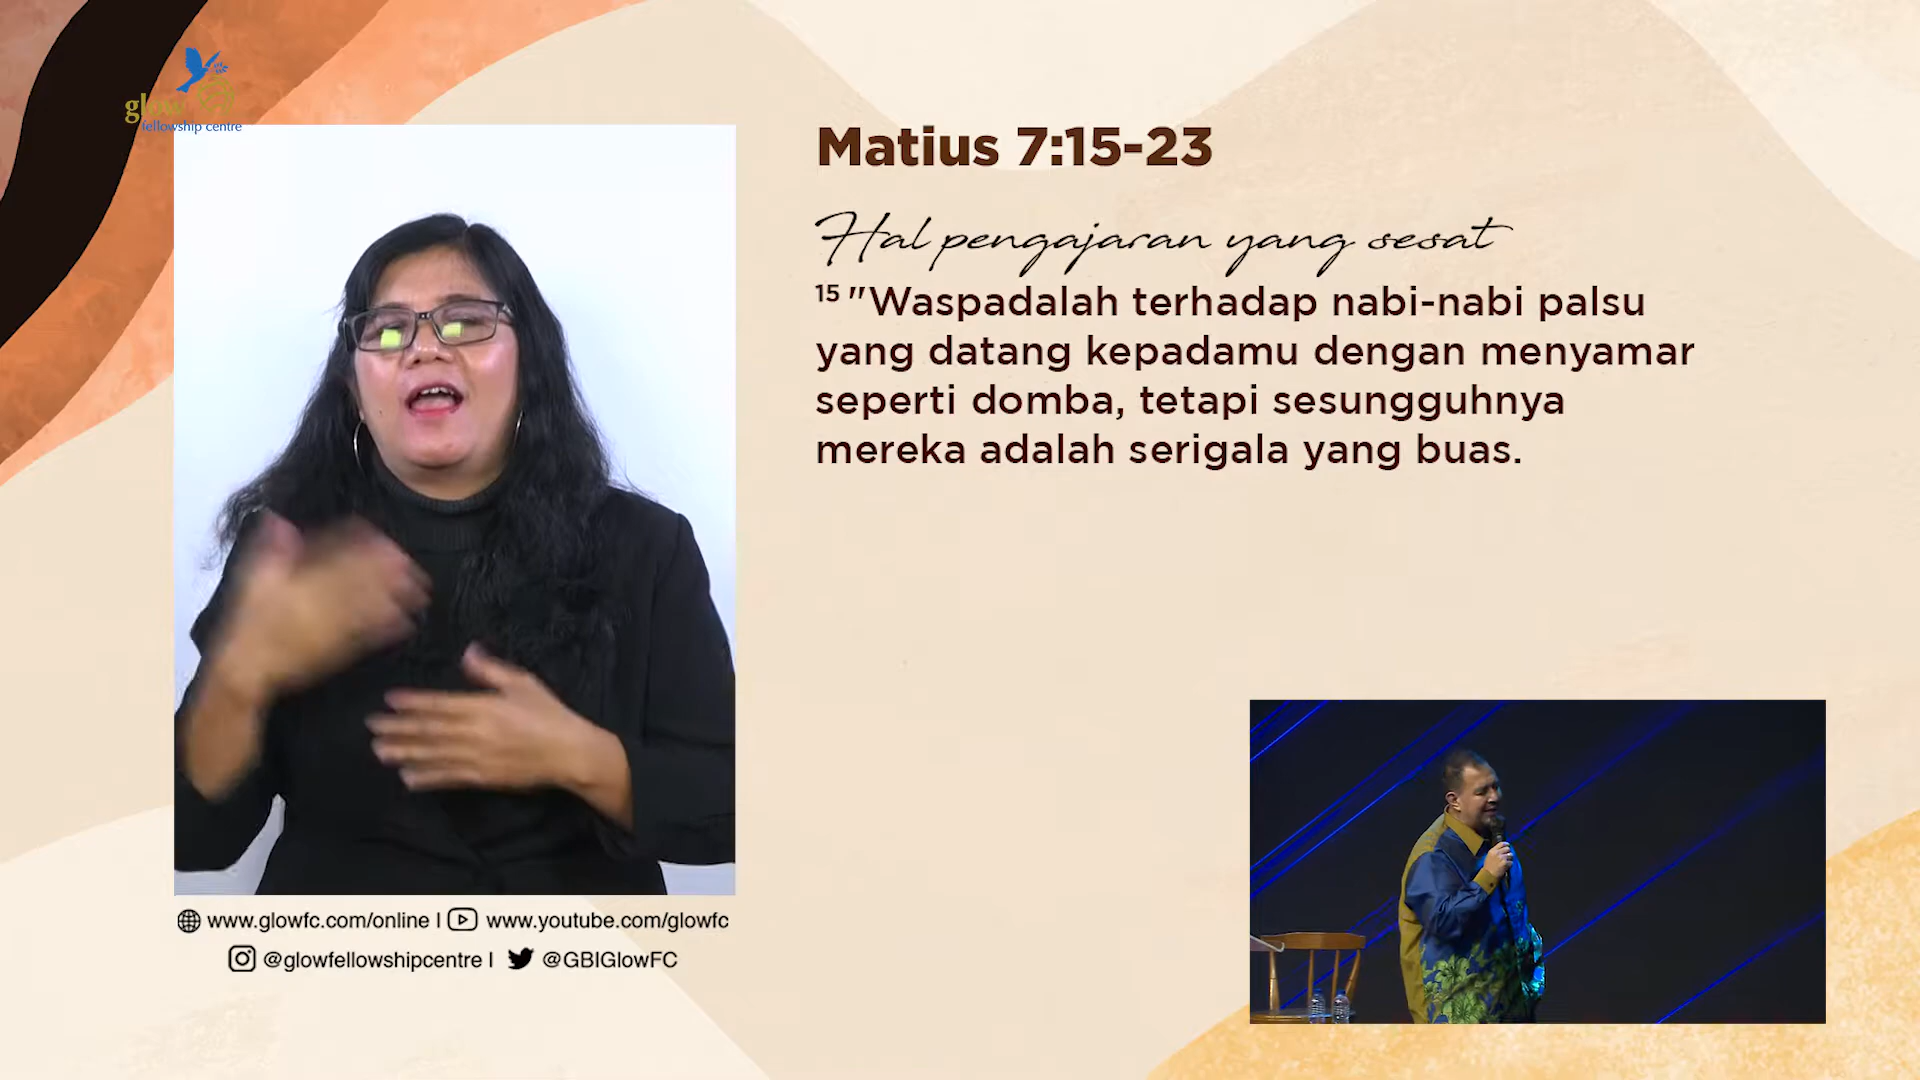 glow
fellowship centre
Matius 7:15-23
Hal pengajaran yang sesat
15 "Waspadalah terhadap nabi-nabi palsu
yang datang kepadamu dengan menyamar
seperti domba, tetapi sesungguhnya
mereka adalah serigala yang buas.
www.glowfc.com/online | www.youtube.com/glowfc
@glowfellowshipcentre | @GBIGlowFC